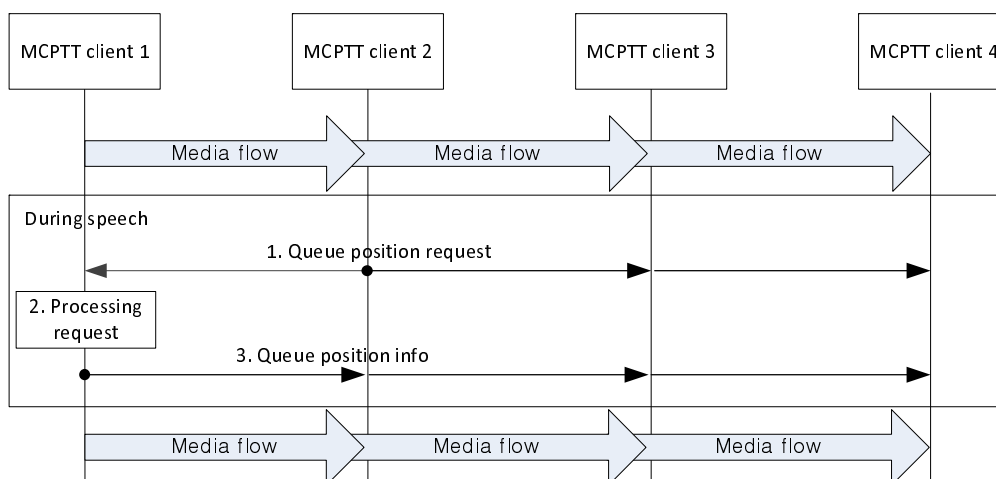 MCPTT client 1
MCPTT client 2
MCPTT client 3
MCPTT client 4
Media flow
Media flow
Media flow
During speech
1. Queue position request
2. Processing
request
3. Queue position info
Media flow
Media flow
Media flow